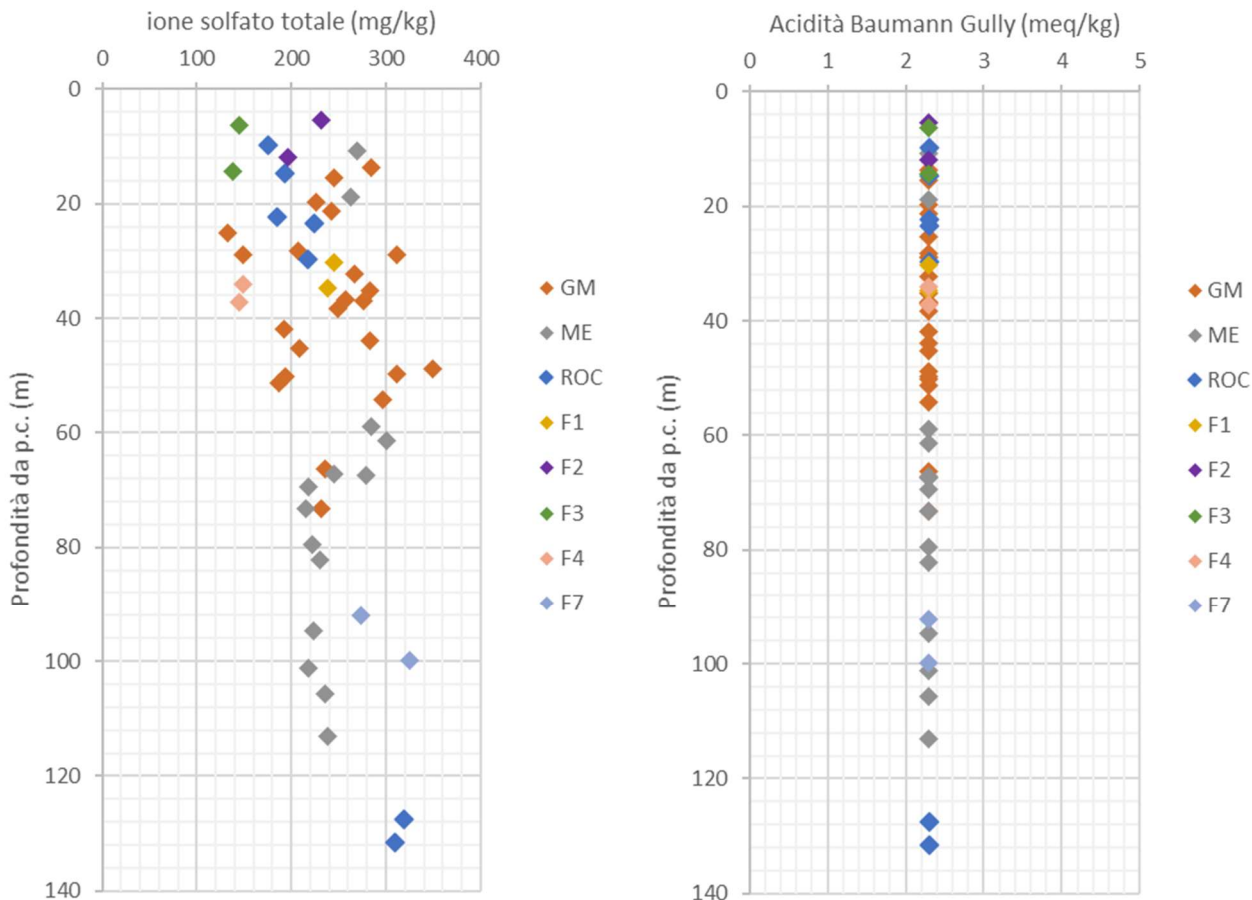 ione solfato totale (mg/kg)
0 100 200 300 400
0
20
40
60
80
100
120
140
Profondità da p.c. (m)
GM
ME
ROC
F1
F2
F3
F4
F7
Acidità Baumann Gully (meq/kg)
0 1 2 3 4 5
0
20
40
60
80
100
120
140
Profondità da p.c. (m)
GM
ME
ROC
F1
F2
F3
F4
F7